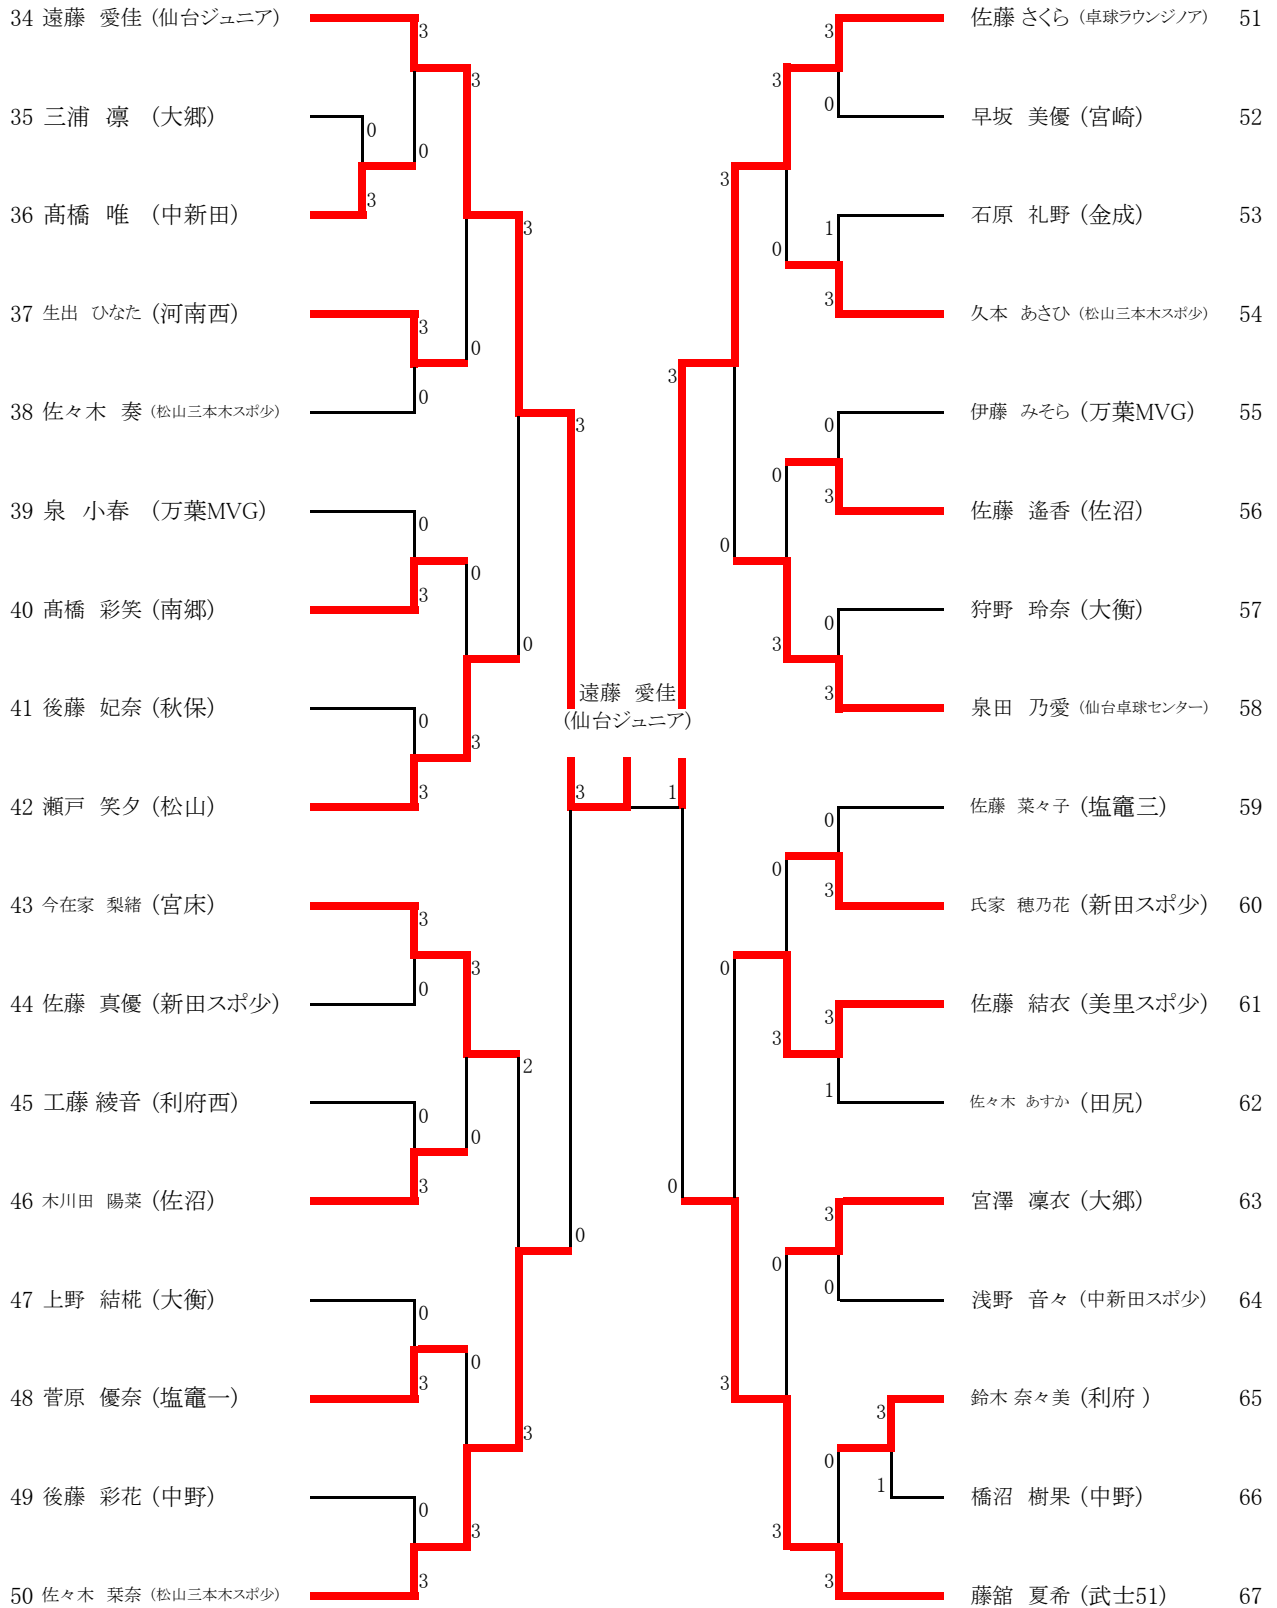 34 遠藤 愛佳 (仙台ジュニア)
3
3
35 三浦 凛 (大郷)
0
0
36 髙橋 唯 (中新田)
3
3
37 生出 ひなた (河南西)
3
0
38 佐々木 奏 (松山三本木スポ少)
0
3
39 泉 小春 (万葉MVG)
0
0
40 髙橋 彩笑 (南郷)
3
0
41 後藤 妃奈 (秋保)
0
3
42 瀬戸 笑夕 (松山)
3
43 今在家 梨緒 (宮床)
3
3
44 佐藤 真優 (新田スポ少)
0
2
45 工藤 綾音 (利府西)
0
0
46 木川田 陽菜 (佐沼)
3
0
47 上野 結椛 (大衡)
0
0
48 菅原 優奈 (塩竈一)
3
3
49 後藤 彩花 (中野)
0
3
50 佐々木 栞奈 (松山三本木スポ少)
3
遠藤 愛佳
(仙台ジュニア)
3
1
佐藤 さくら (卓球ラウンジノア) 51
3
3
早坂 美優 (宮崎) 52
0
3
石原 礼野 (金成) 53
1
0
久本 あさひ (松山三本木スポ少) 54
3
3
伊藤 みそら (万葉MVG) 55
0
0
佐藤 遙香 (佐沼) 56
3
0
狩野 玲奈 (大衡) 57
0
3
泉田 乃愛 (仙台卓球センター) 58
3
佐藤 菜々子 (塩竈三) 59
0
0
氏家 穂乃花 (新田スポ少) 60
3
0
佐藤 結衣 (美里スポ少) 61
3
3
佐々木 あすか (田尻) 62
1
0
宮澤 凜衣 (大郷) 63
3
0
浅野 音々 (中新田スポ少) 64
0
3
鈴木 奈々美 (利府 ) 65
3
0
橋沼 樹果 (中野) 66
1
3
藤舘 夏希 (武士51) 67
3